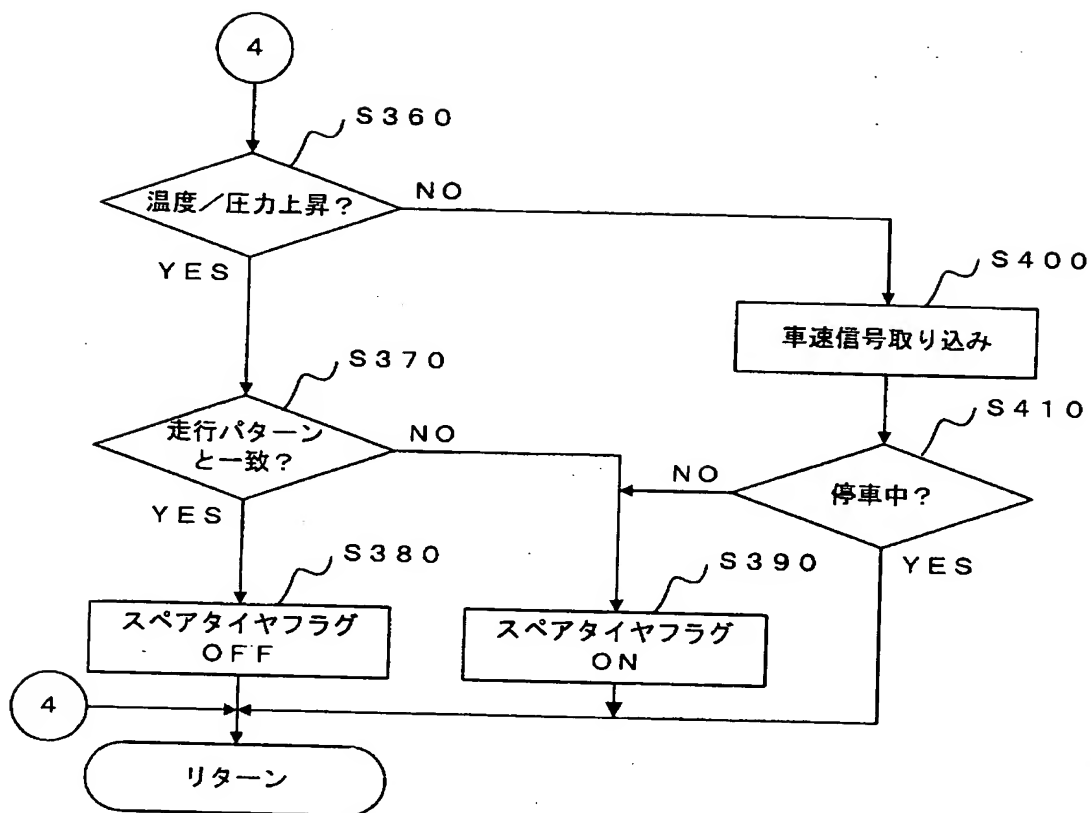 4
S360
温度／圧力上昇?
NO
YES
S400
車速信号取り込み
S370
走行パターン
と一致?
NO
YES
S410
停車中?
NO
YES
S380
スペアタイヤフラグ
OFF
S390
スペアタイヤフラグ
ON
4
リターン